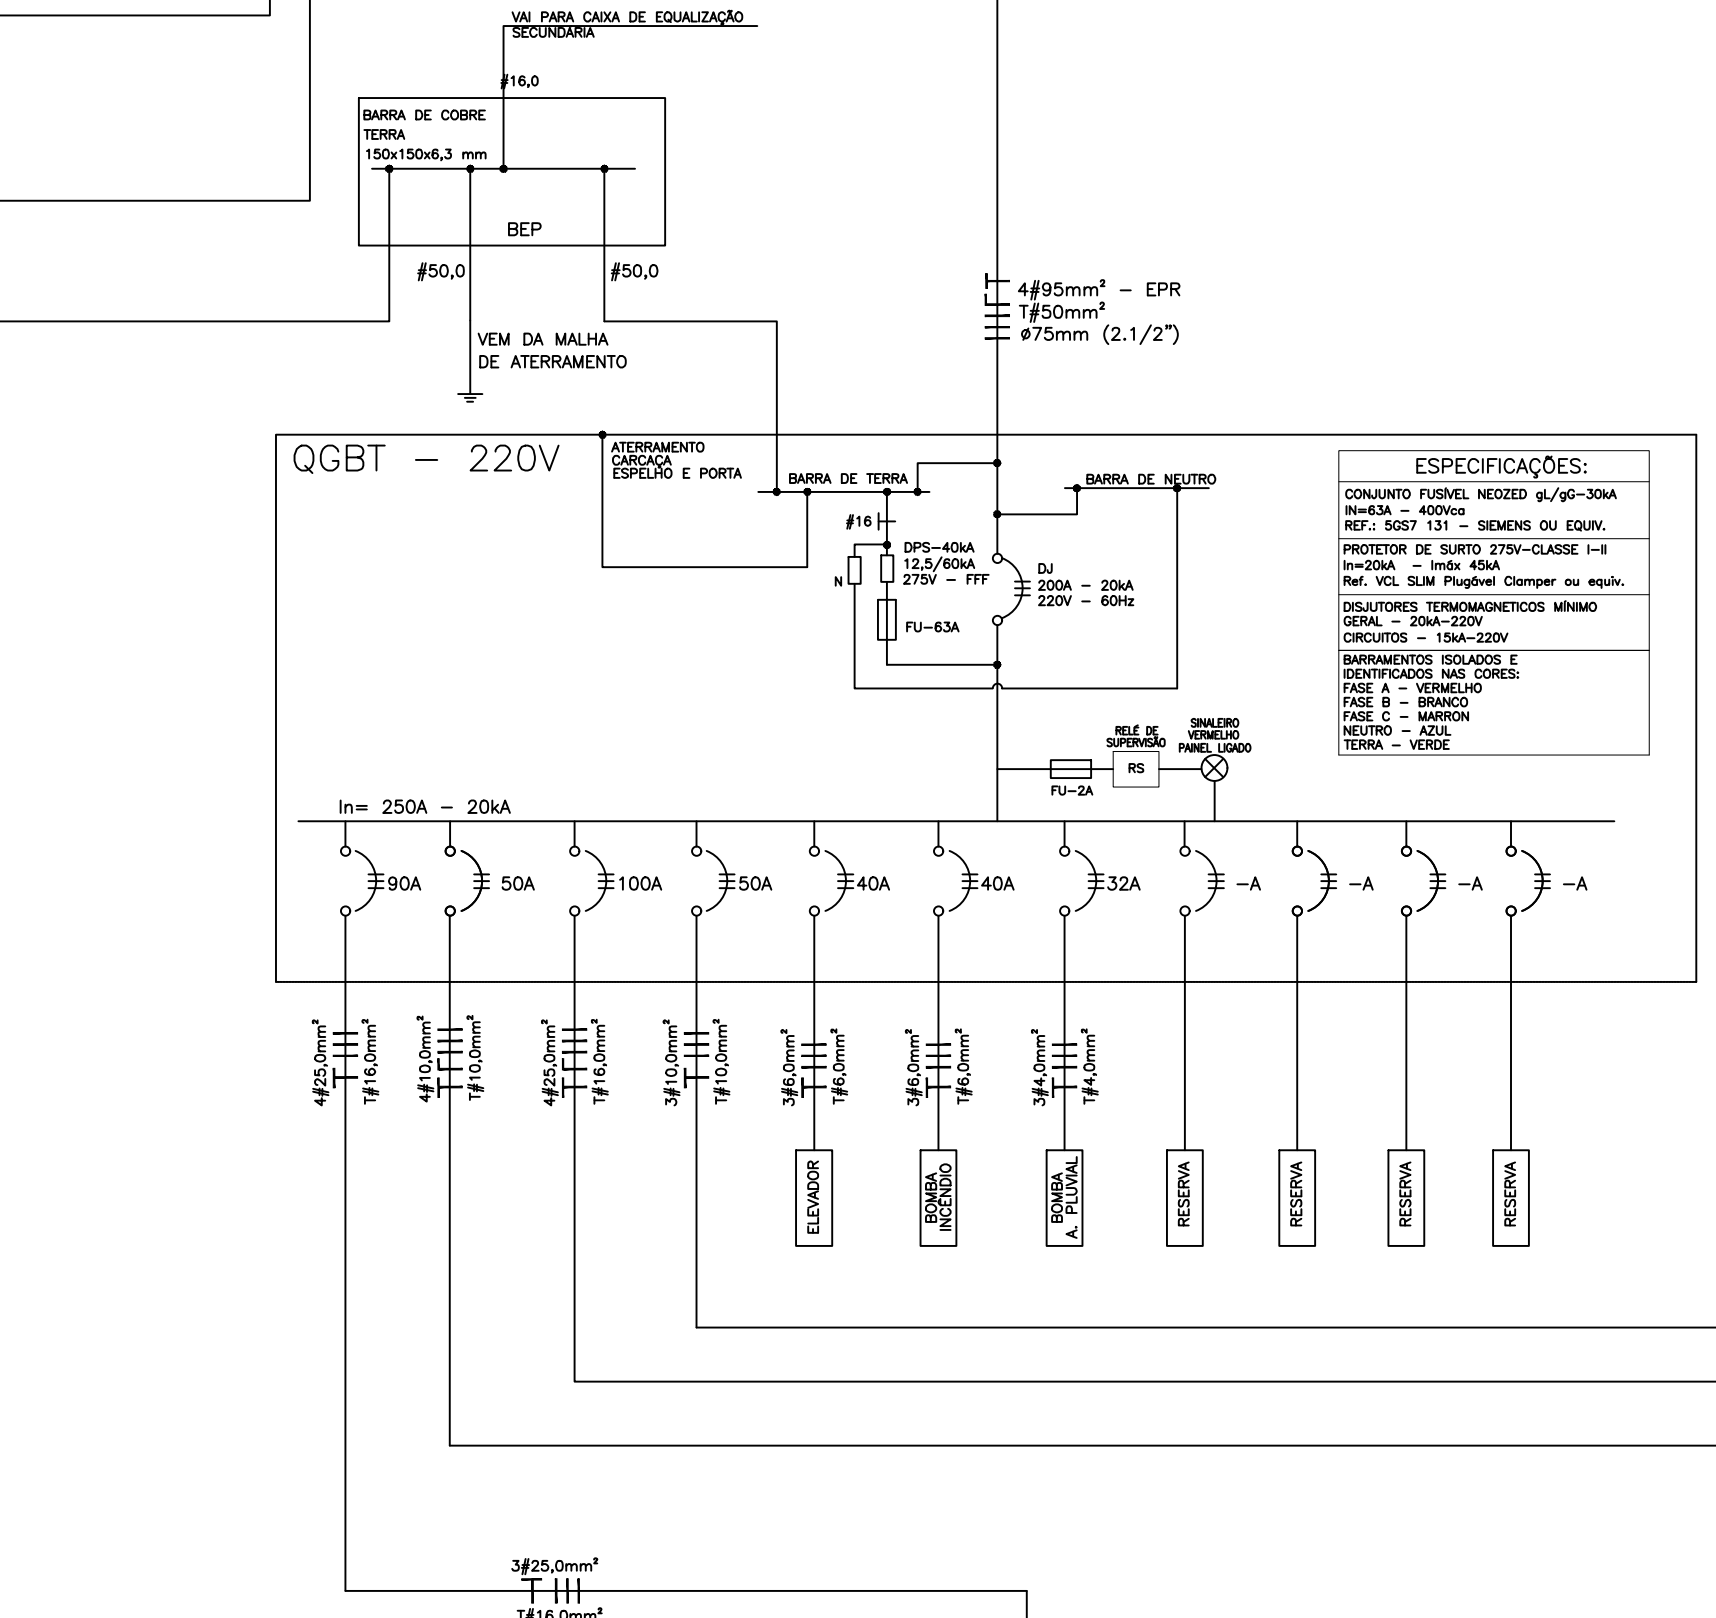 VAI PARA CAIXA DE EQUALIZAÇÃO
SECUNDÁRIA
#16,0
BARRA DE COBRE
TERRA
150x150x6,3 mm
BEP
#50,0
#50,0
VEM DA MALHA
DE ATERRAMENTO
4#95mm² - EPR
T#50mm²
ø75mm (2.1/2")
QGBT - 220V
ATERRAMENTO
CARCAÇA
ESPELHO E PORTA
BARRA DE TERRA
BARRA DE NEUTRO
#16
DPS-40kA
12,5/60kA
275V - FFF
N
FU-63A
DJ
200A - 20kA
220V - 60Hz
ESPECIFICAÇÕES:
CONJUNTO FUSÍVEL NEOZED gL/gG-30kA
IN=63A - 400Vca
REF.: 5GS7 131 - SIEMENS OU EQUIV.
PROTETOR DE SURTO 275V-CLASSE I-II
In=20kA - Imáx 45kA
Ref. VCL SLIM Plugável Clamper ou equiv.
DISJUTORES TERMOMAGNETICOS MÍNIMO
GERAL - 20kA-220V
CIRCUITOS - 15kA-220V
BARRAMENTOS ISOLADOS E
IDENTIFICADOS NAS CORES:
FASE A - VERMELHO
FASE B - BRANCO
FASE C - MARRON
NEUTRO - AZUL
TERRA - VERDE
RELÉ DE
SUPERVISÃO
RS
SINALEIRO
VERMELHO
PAINEL LIGADO
FU-2A
In= 250A - 20kA
90A
50A
100A
50A
40A
40A
32A
-A
-A
-A
-A
4#25,0mm²
T#16,0mm²
4#10,0mm²
T#10,0mm²
4#25,0mm²
T#16,0mm²
3#10,0mm²
T#10,0mm²
3#6,0mm²
T#6,0mm²
3#6,0mm²
T#6,0mm²
3#4,0mm²
T#4,0mm²
ELEVADOR
BOMBA
INCÊNDIO
BOMBA
A. PLUVIAL
RESERVA
RESERVA
RESERVA
RESERVA
3#25,0mm²
T#16,0mm²